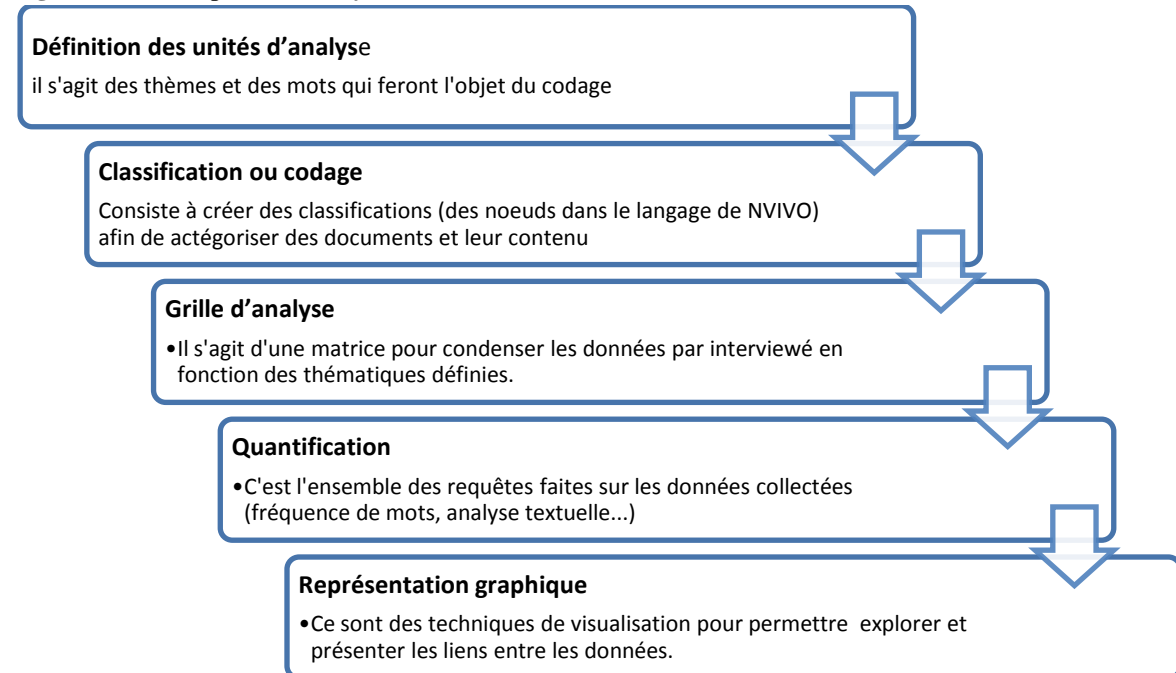 Définition des unités d'analyse
il s'agit des thèmes et des mots qui feront l'objet du codage
Classification ou codage
Consiste à créer des classifications (des noeuds dans le langage de NVIVO)
afin de actégoriser des documents et leur contenu
Grille d'analyse
•Il s'agit d'une matrice pour condenser les données par interviewé en
fonction des thématiques définies.
Quantification
•C'est l'ensemble des requêtes faites sur les données collectées
(fréquence de mots, analyse textuelle...)
Représentation graphique
•Ce sont des techniques de visualisation pour permettre explorer et
présenter les liens entre les données.